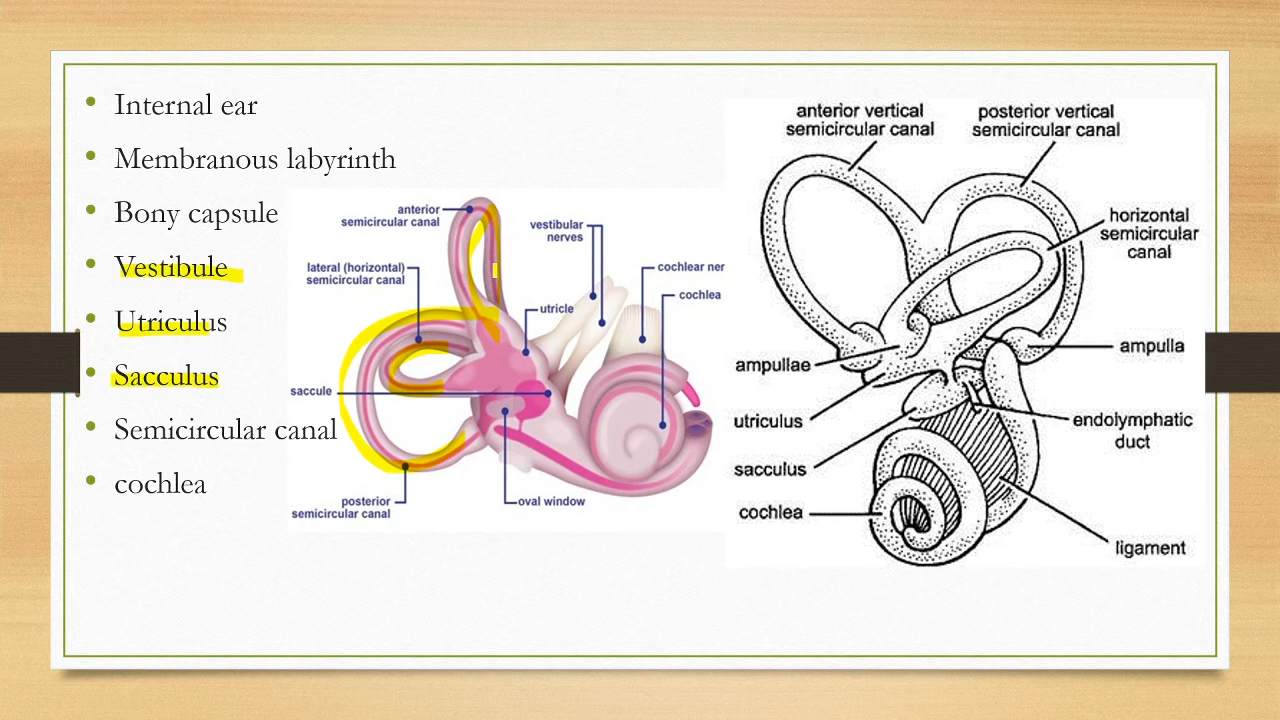 Internal ear
Membranous labyrinth
Bony capsule
Vestibule
Utriculus
Sacculus
Semicircular canal
cochlea
anterior
semicircular canal
vestibular
nerves
lateral (horizontal)
semicircular canal
cochlear ner
cochlea
utricle
saccule
posterior
semicircular canal
oval window
anterior vertical
semicircular canal
posterior vertical
semicircular canal
horizontal
semicircular
canal
ampullae
ampulla
utriculus
endolymphatic
duct
sacculus
cochlea
ligament